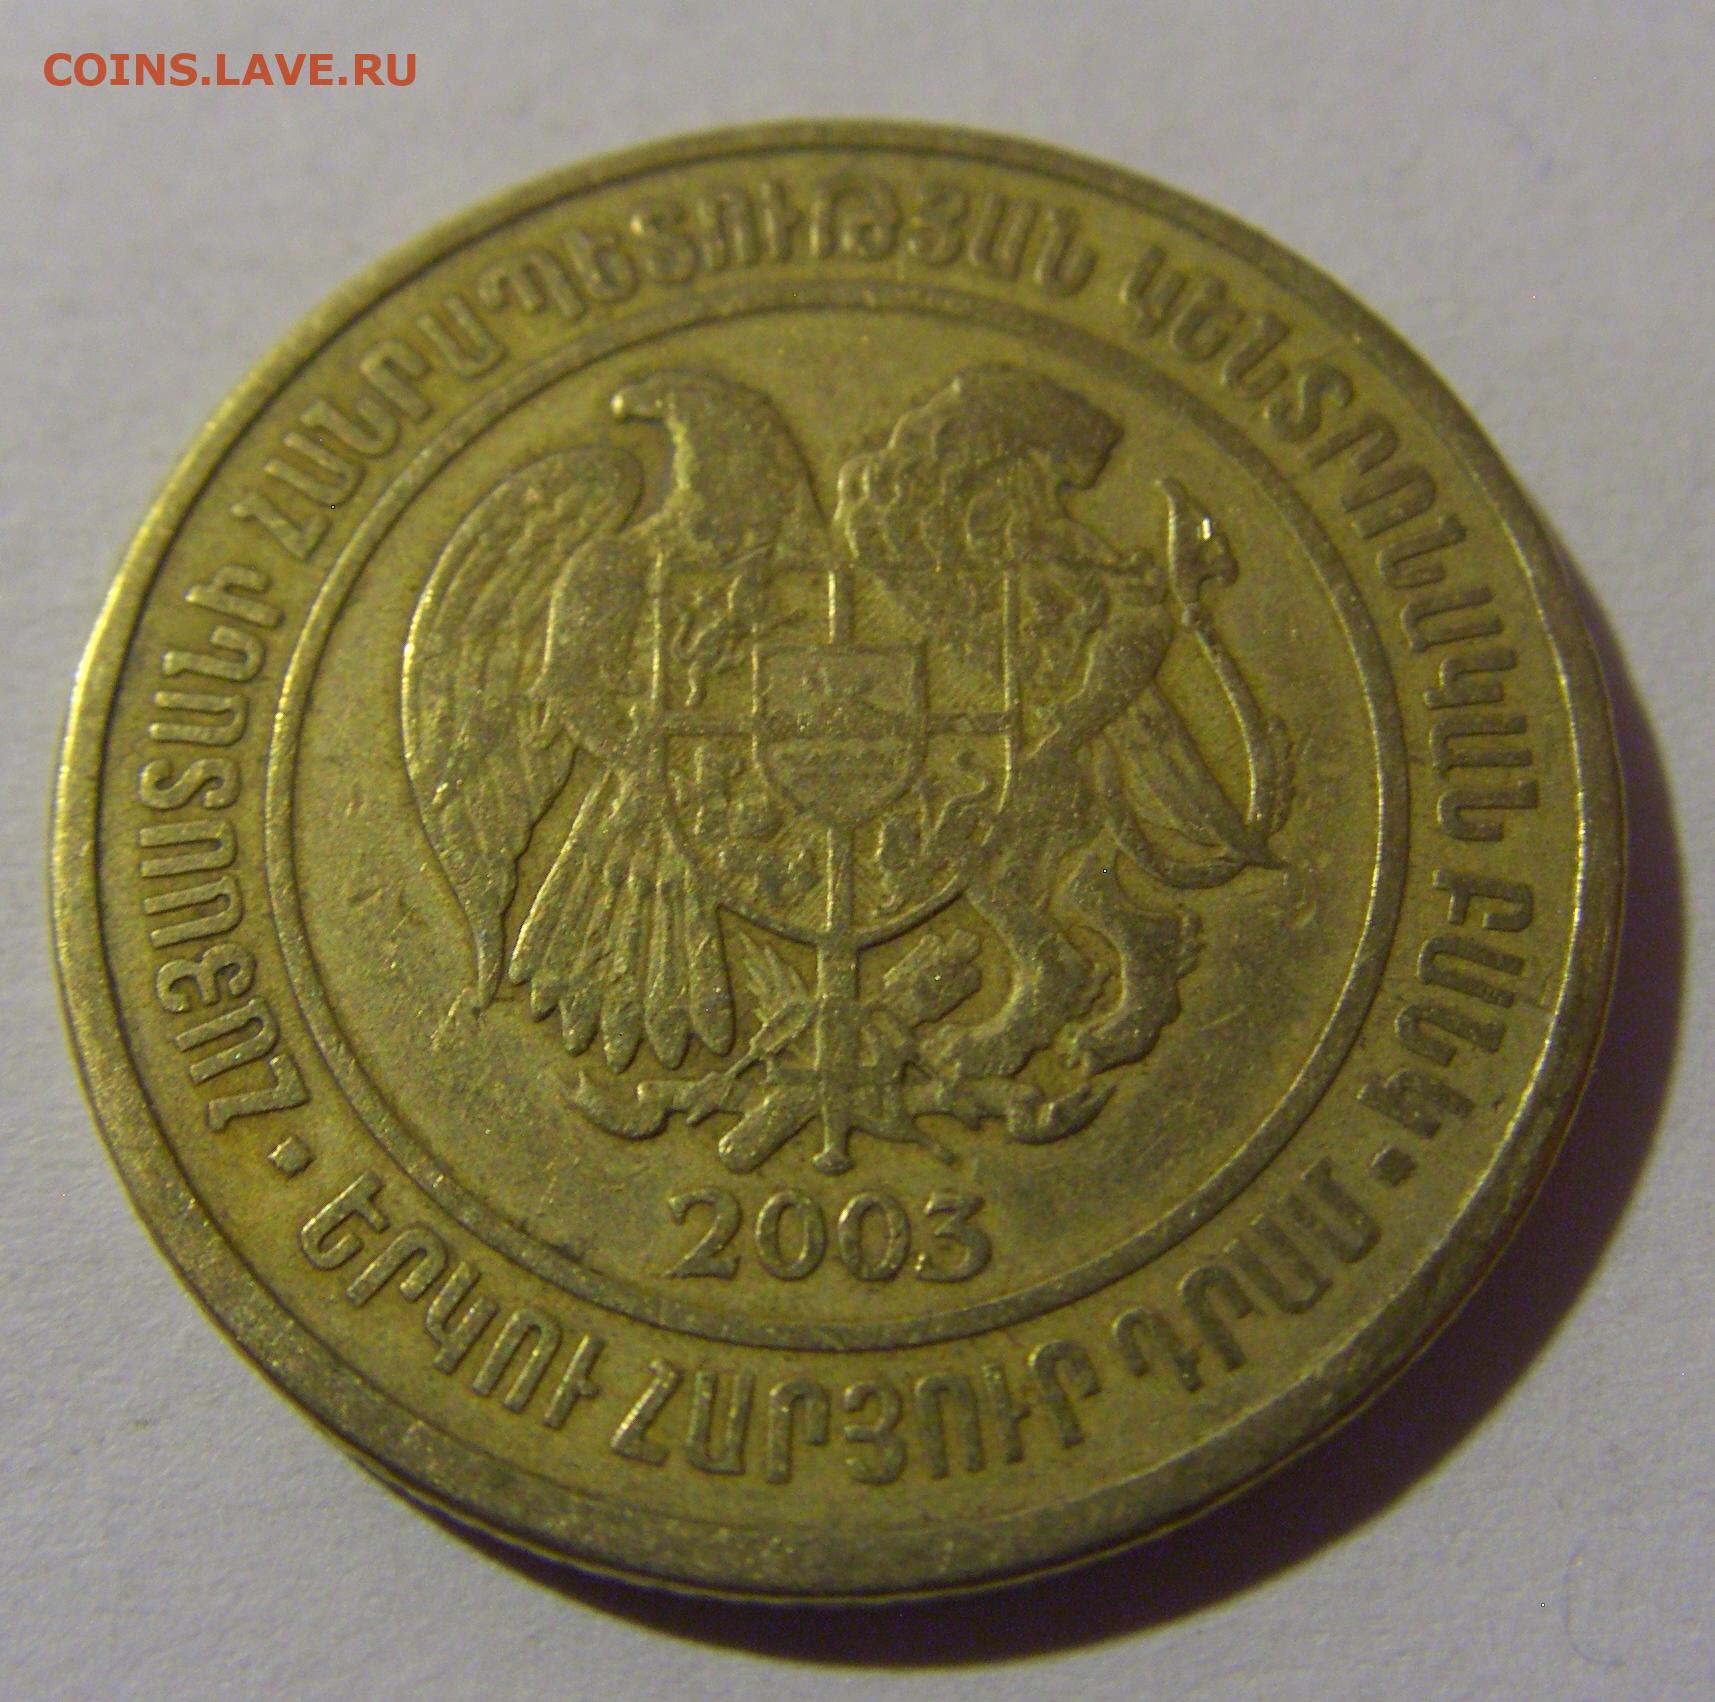 COINS.LAVE.RU
ՀԱՅԱՍՏԱՆԻ ՀԱՆՐԱՊԵՏՈՒԹՅԱՆ ԿԵՆՏՐՈՆԱԿԱՆ ԲԱՆԿ
· ԵՐԿՈՒ ՀԱՐՅՈՒՐ ԴՐԱՄ ·
2003